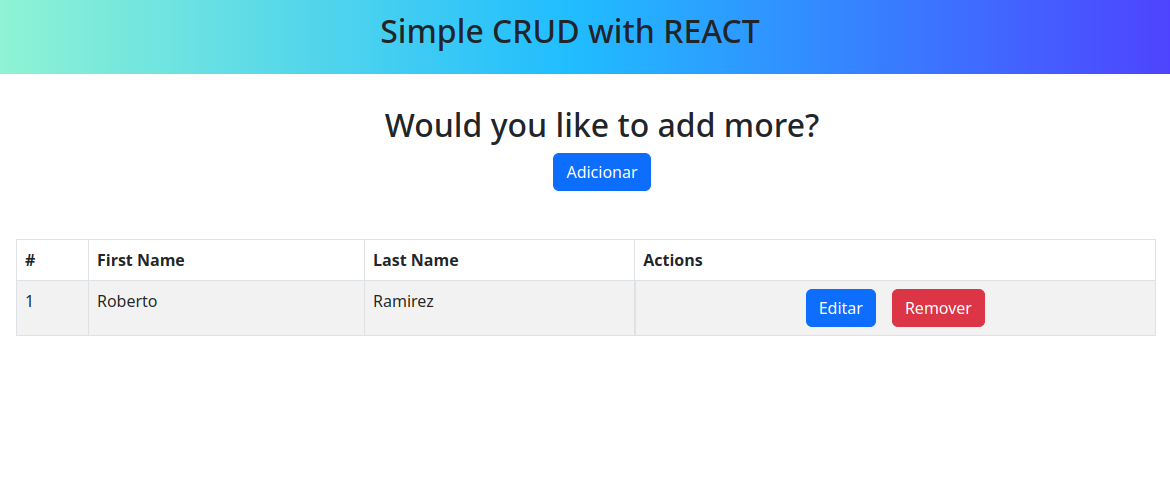 Simple CRUD with REACT
Would you like to add more?
Adicionar
# First Name Last Name Actions
1 Roberto Ramirez Editar Remover